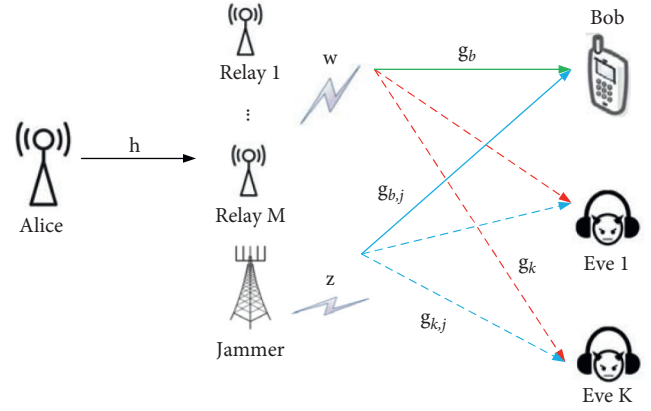 Bob
Relay 1
w
g_b
⋮
h
Alice
Relay M
g_{b,j}
Eve 1
g_k
z
g_{k,j}
Jammer
Eve K